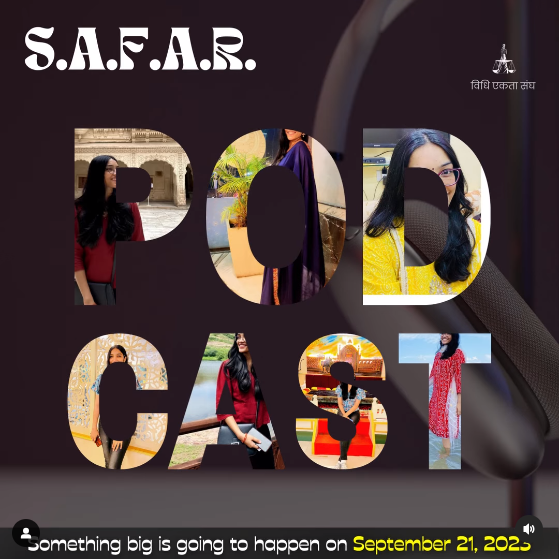 S.A.F.A.R.
विधि एकता संघ
POD
CAST
Something big is going to happen on September 21, 2023